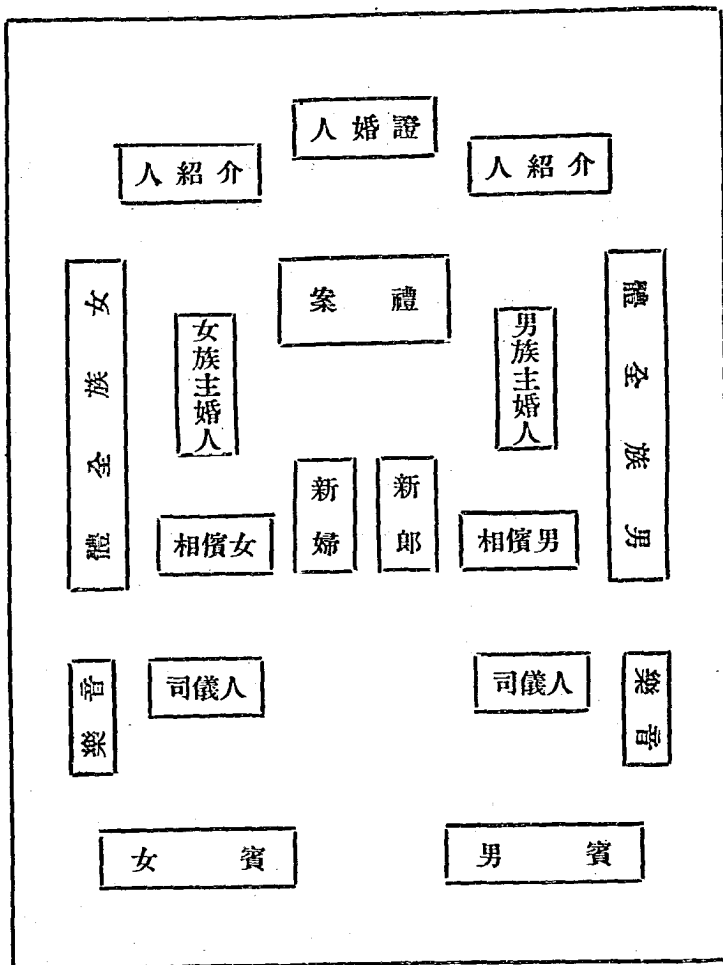 證婚人
介紹人
介紹人
禮案
男族全體
男族主婚人
女族主婚人
女族全體
新郎
新婦
男儐相
女儐相
音樂
司儀人
司儀人
音樂
男賓
女賓